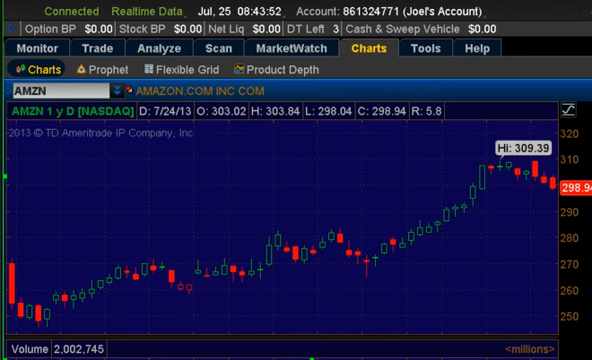 Connected Realtime Data Jul, 25 08:43:52 Account: 861324771 (Joel's Account)
Option BP $0.00 Stock BP $0.00 Net Liq $0.00 DT Left 3 Cash & Sweep Vehicle $0.00
Monitor Trade Analyze Scan MarketWatch Charts Tools Help
Charts Prophet Flexible Grid Product Depth
AMZN AMAZON.COM INC COM
AMZN 1 y D [NASDAQ] D: 7/24/13 O: 303.02 H: 303.84 L: 298.04 C: 298.94 R: 5.8
2013 © TD Ameritrade IP Company, Inc
320
Hi: 309.39
310
298.94
290
280
270
260
250
Volume 2,002,745 <millions>